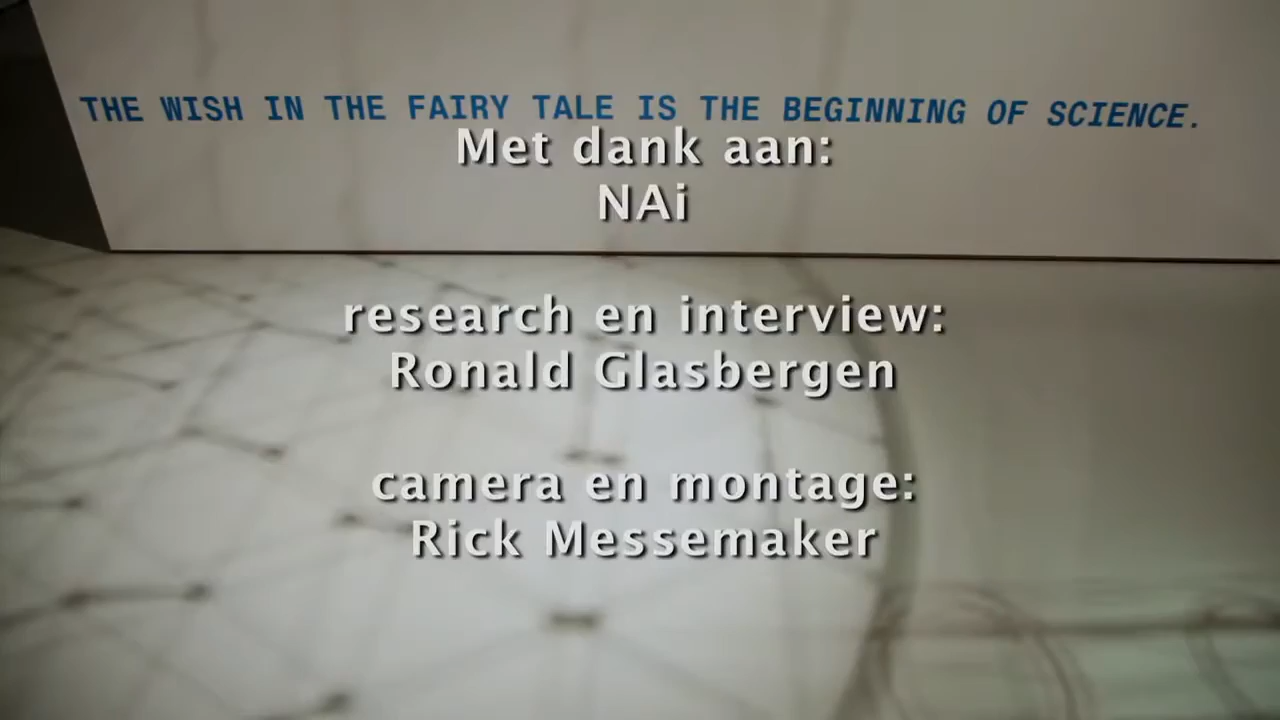 THE WISH IN THE FAIRY TALE IS THE BEGINNING OF SCIENCE.
Met dank aan:
NAi
research en interview:
Ronald Glasbergen
camera en montage:
Rick Messemaker